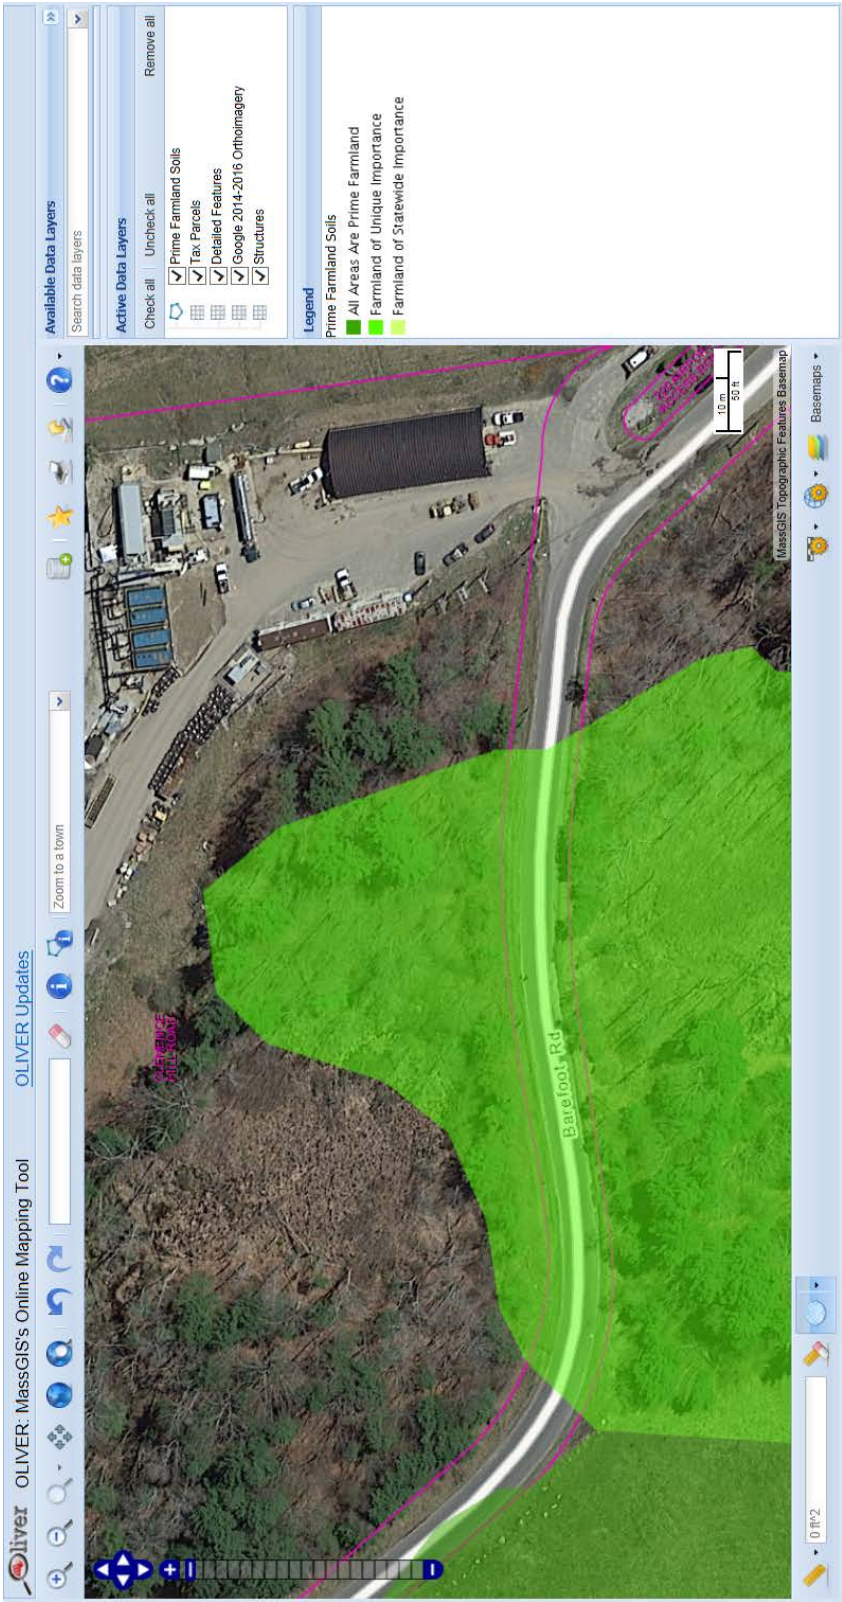 Oliver OLIVER: MassGIS's Online Mapping Tool OLIVER Updates
Zoom to a town
Available Data Layers
Search data layers
Active Data Layers
Check all Uncheck all Remove all
Prime Farmland Soils
Tax Parcels
Detailed Features
Google 2014-2016 Orthoimagery
Structures
Legend
Prime Farmland Soils
All Areas Are Prime Farmland
Farmland of Unique Importance
Farmland of Statewide Importance
Barefoot Rd
10 m
50 ft
MassGIS Topographic Features Basemap
0 ft^2
Basemaps